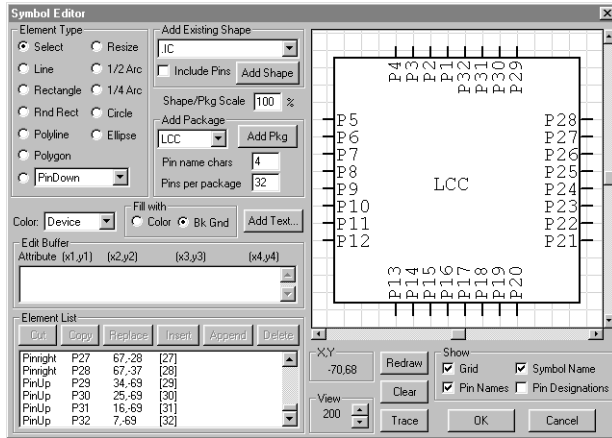 Symbol Editor
Element Type
Select Resize
Line 1/2 Arc
Rectangle 1/4 Arc
Rnd Rect Circle
Polyline Ellipse
Polygon
PinDown
Add Existing Shape
.IC
Include Pins Add Shape
Shape/Pkg Scale 100 %
Add Package
LCC Add Pkg
Pin name chars 4
Pins per package 32
Color: Device
Fill with
Color Bk Gnd
Add Text...
Edit Buffer
Attribute (x1,y1) (x2,y2) (x3,y3) (x4,y4)
Element List
Cut Copy Replace Insert Append Delete
Pinright P27 67,-28 [27]
Pinright P28 67,-37 [28]
PinUp P29 34,-69 [29]
PinUp P30 25,-69 [30]
PinUp P31 16,-69 [31]
PinUp P32 7,-69 [32]
P4 P3 P2 P1 P32 P31 P30 P29
P5 P28
P6 P27
P7 P26
P8 P25
P9 LCC P24
P10 P23
P11 P22
P12 P21
P13 P14 P15 P16 P17 P18 P19 P20
X,Y
-70,68
View
200
Redraw
Clear
Trace
Show
Grid Symbol Name
Pin Names Pin Designations
OK Cancel